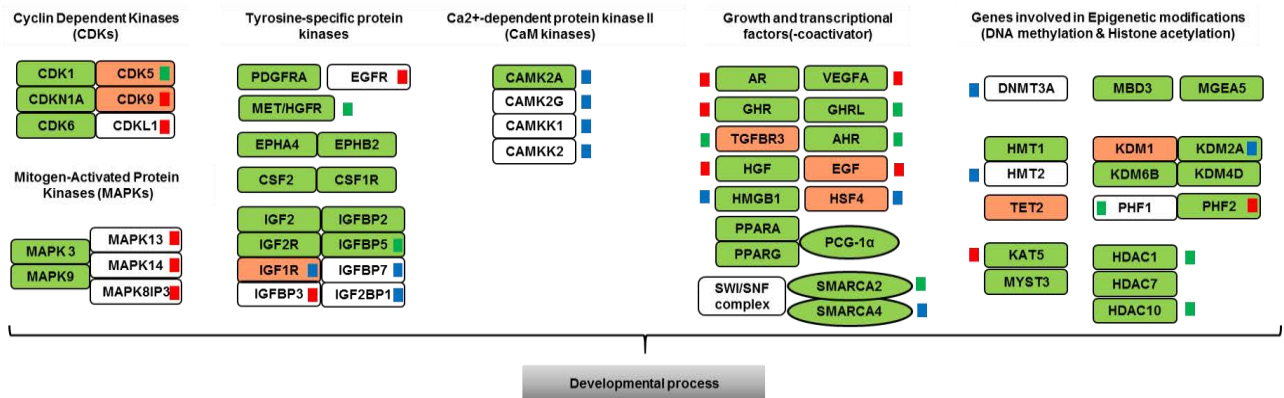 Cyclin Dependent Kinases
(CDKs)
CDK1
CDK5
CDKN1A
CDK9
CDK6
CDKL1
Mitogen-Activated Protein
Kinases (MAPKs)
MAPK3
MAPK9
MAPK13
MAPK14
MAPK8IP3
Tyrosine-specific protein
kinases
PDGFRA
EGFR
MET/HGFR
EPHA4
EPHB2
CSF2
CSF1R
IGF2
IGFBP2
IGF2R
IGFBP5
IGF1R
IGFBP7
IGFBP3
IGF2BP1
Ca2+-dependent protein kinase II
(CaM kinases)
CAMK2A
CAMK2G
CAMKK1
CAMKK2
Growth and transcriptional
factors(-coactivator)
AR
VEGFA
GHR
GHRL
TGFBR3
AHR
HGF
EGF
HMGB1
HSF4
PPARA
PPARG
PCG-1α
SWI/SNF
complex
SMARCA2
SMARCA4
Genes involved in Epigenetic modifications
(DNA methylation & Histone acetylation)
DNMT3A
MBD3
MGEA5
HMT1
KDM1
KDM2A
HMT2
KDM6B
KDM4D
TET2
PHF1
PHF2
KAT5
HDAC1
MYST3
HDAC7
HDAC10
Developmental process